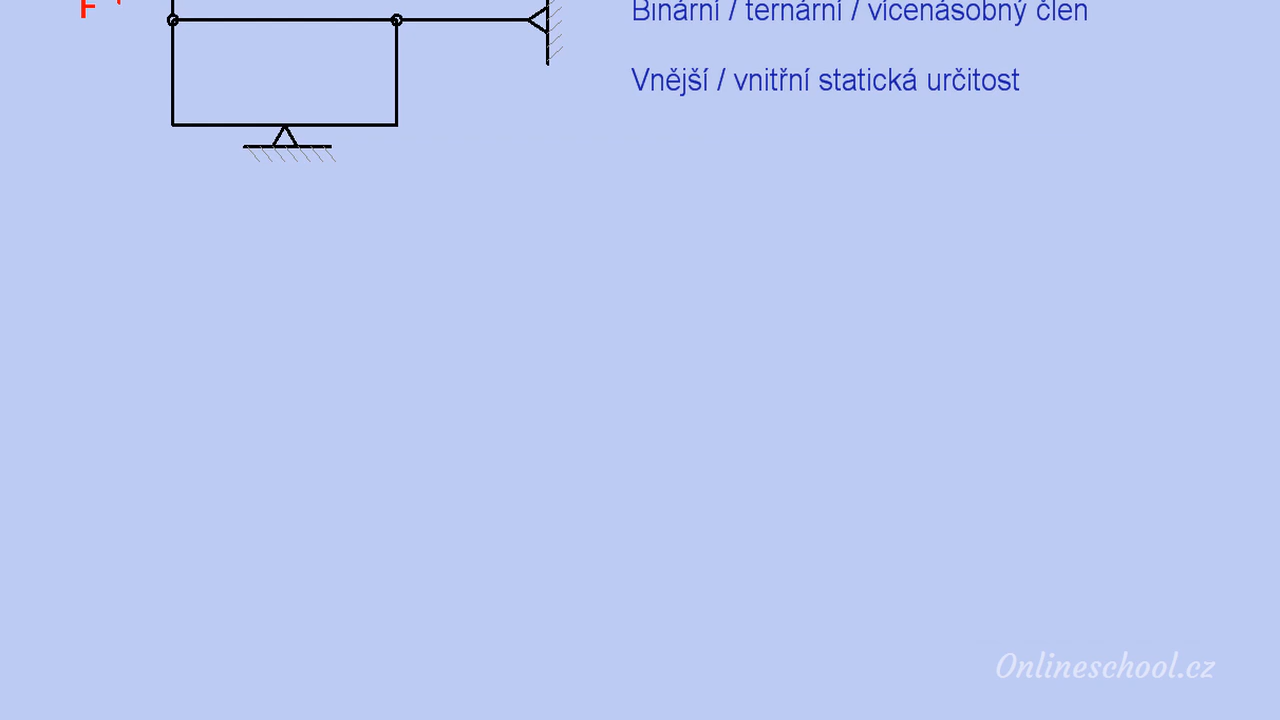 F
Binární / ternární / vícenásobný člen
Vnější / vnitřní statická určitost
Onlineschool.cz